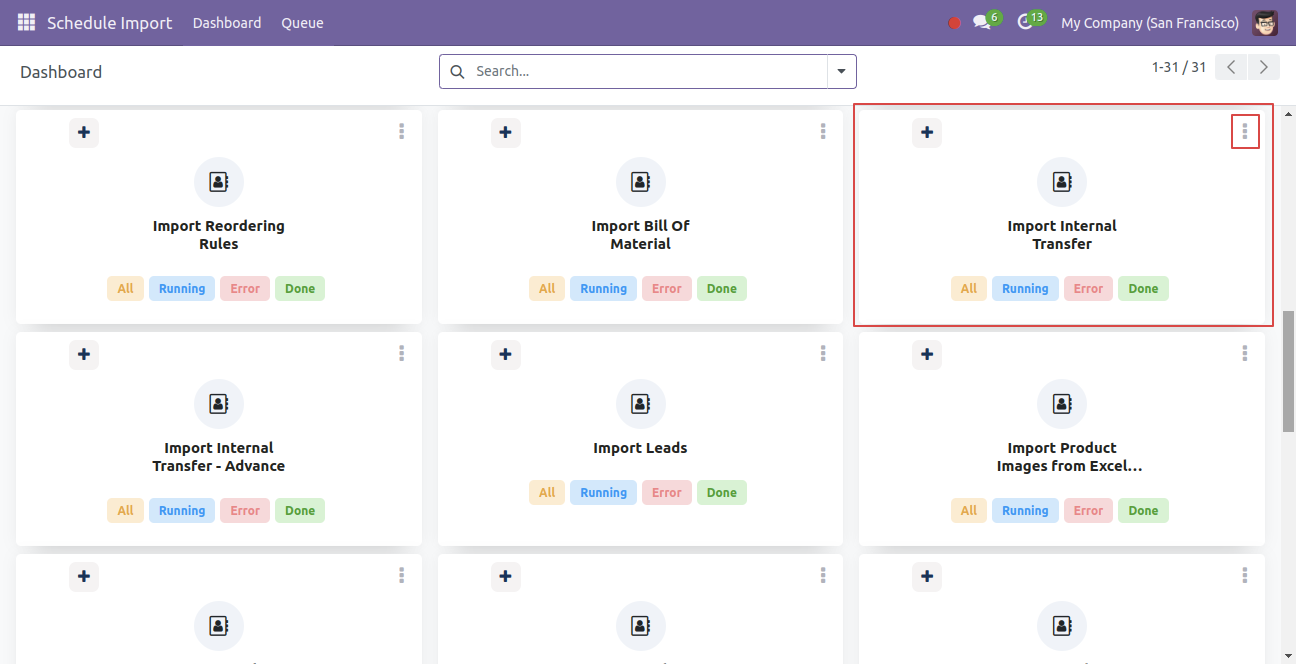 Schedule Import Dashboard Queue 6 13 My Company (San Francisco)
Dashboard Search... 1-31 / 31
Import Reordering
Rules
All Running Error Done
Import Bill Of
Material
All Running Error Done
Import Internal
Transfer
All Running Error Done
Import Internal
Transfer - Advance
All Running Error Done
Import Leads
All Running Error Done
Import Product
Images from Excel...
All Running Error Done